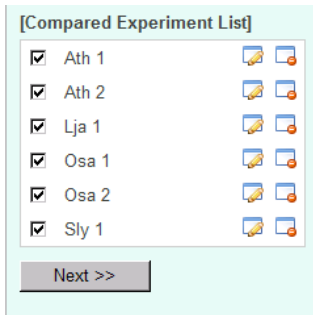 [Compared Experiment List]
Ath 1
Ath 2
Lja 1
Osa 1
Osa 2
Sly 1
Next >>